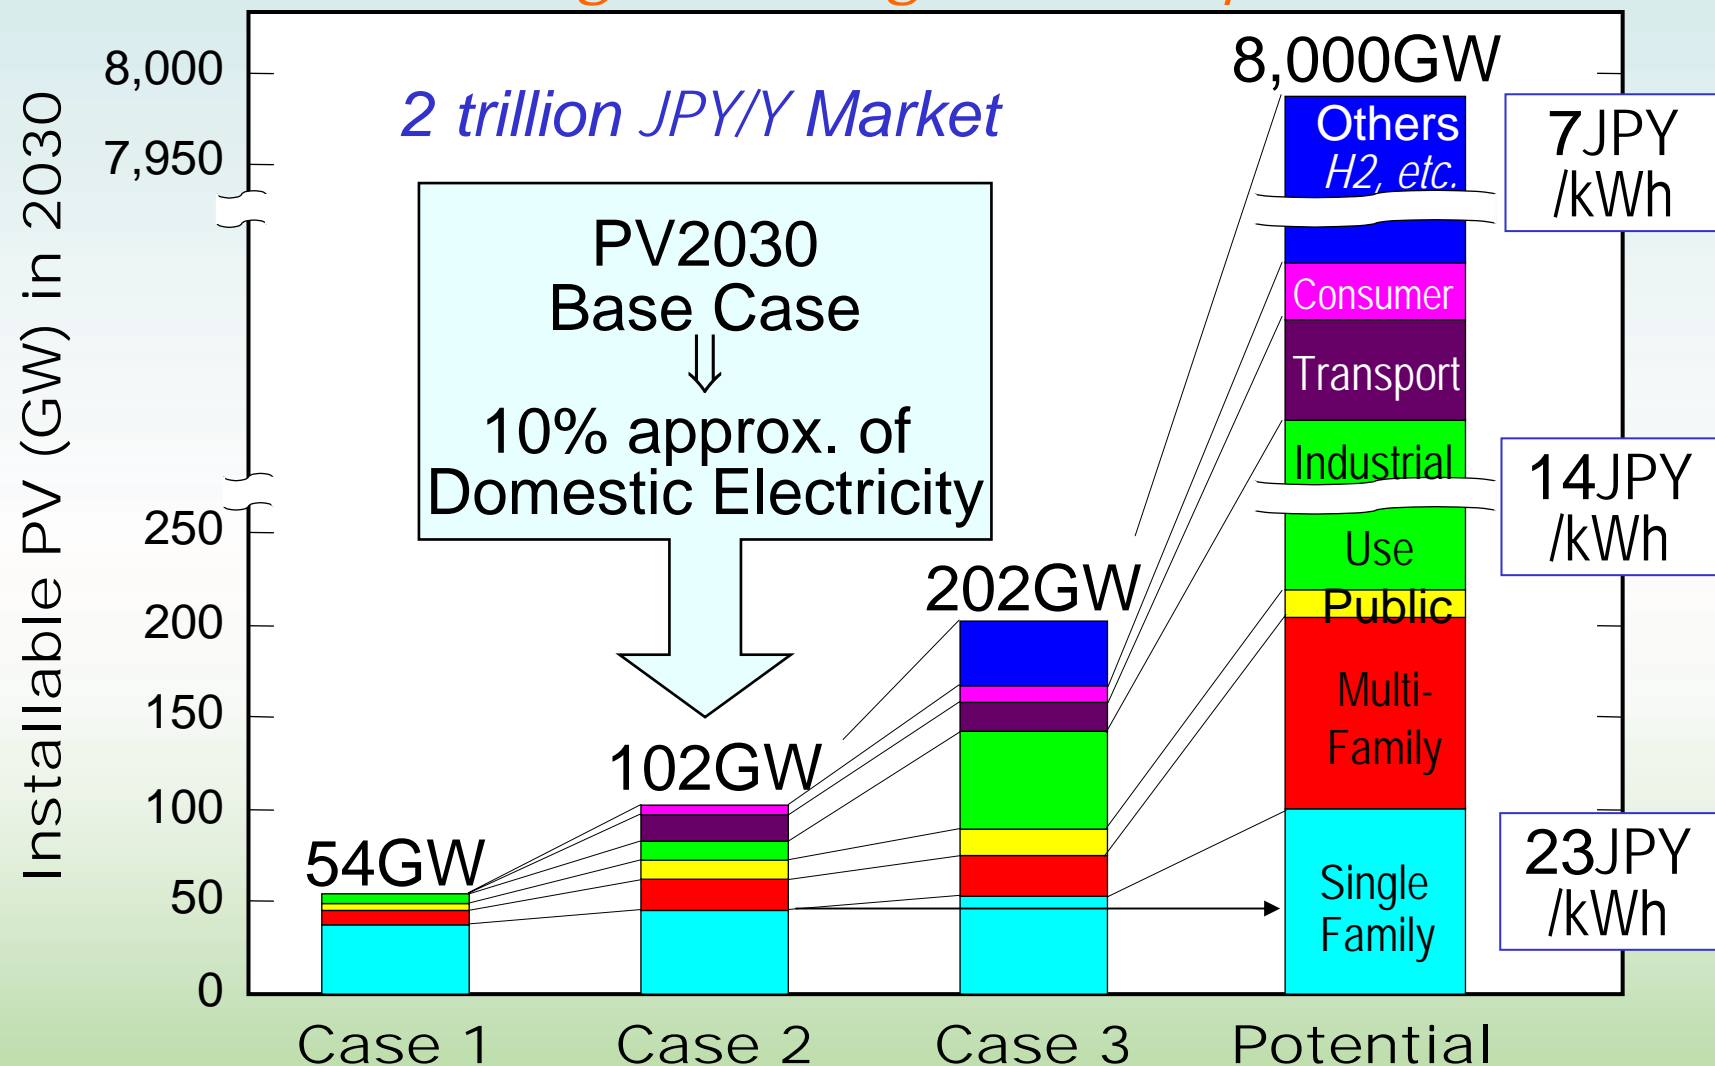 8,000
7,950
250
200
150
100
50
0
Installable PV (GW) in 2030
2 trillion JPY/Y Market
PV2030
Base Case
⇓
10% approx. of
Domestic Electricity
54GW
102GW
202GW
8,000GW
Others
H2, etc.
Consumer
Transport
Industrial
Use
Public
Multi-
Family
Single
Family
7JPY
/kWh
14JPY
/kWh
23JPY
/kWh
Case 1
Case 2
Case 3
Potential